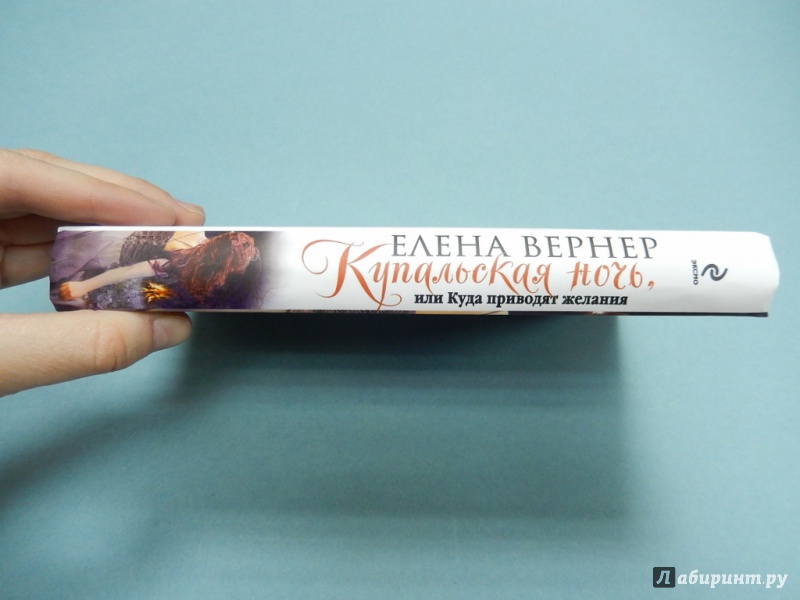 ЕЛЕНА ВЕРНЕР
Купальская ночь,
или Куда приводят желания
ЭКСМО
Лабиринт.ру